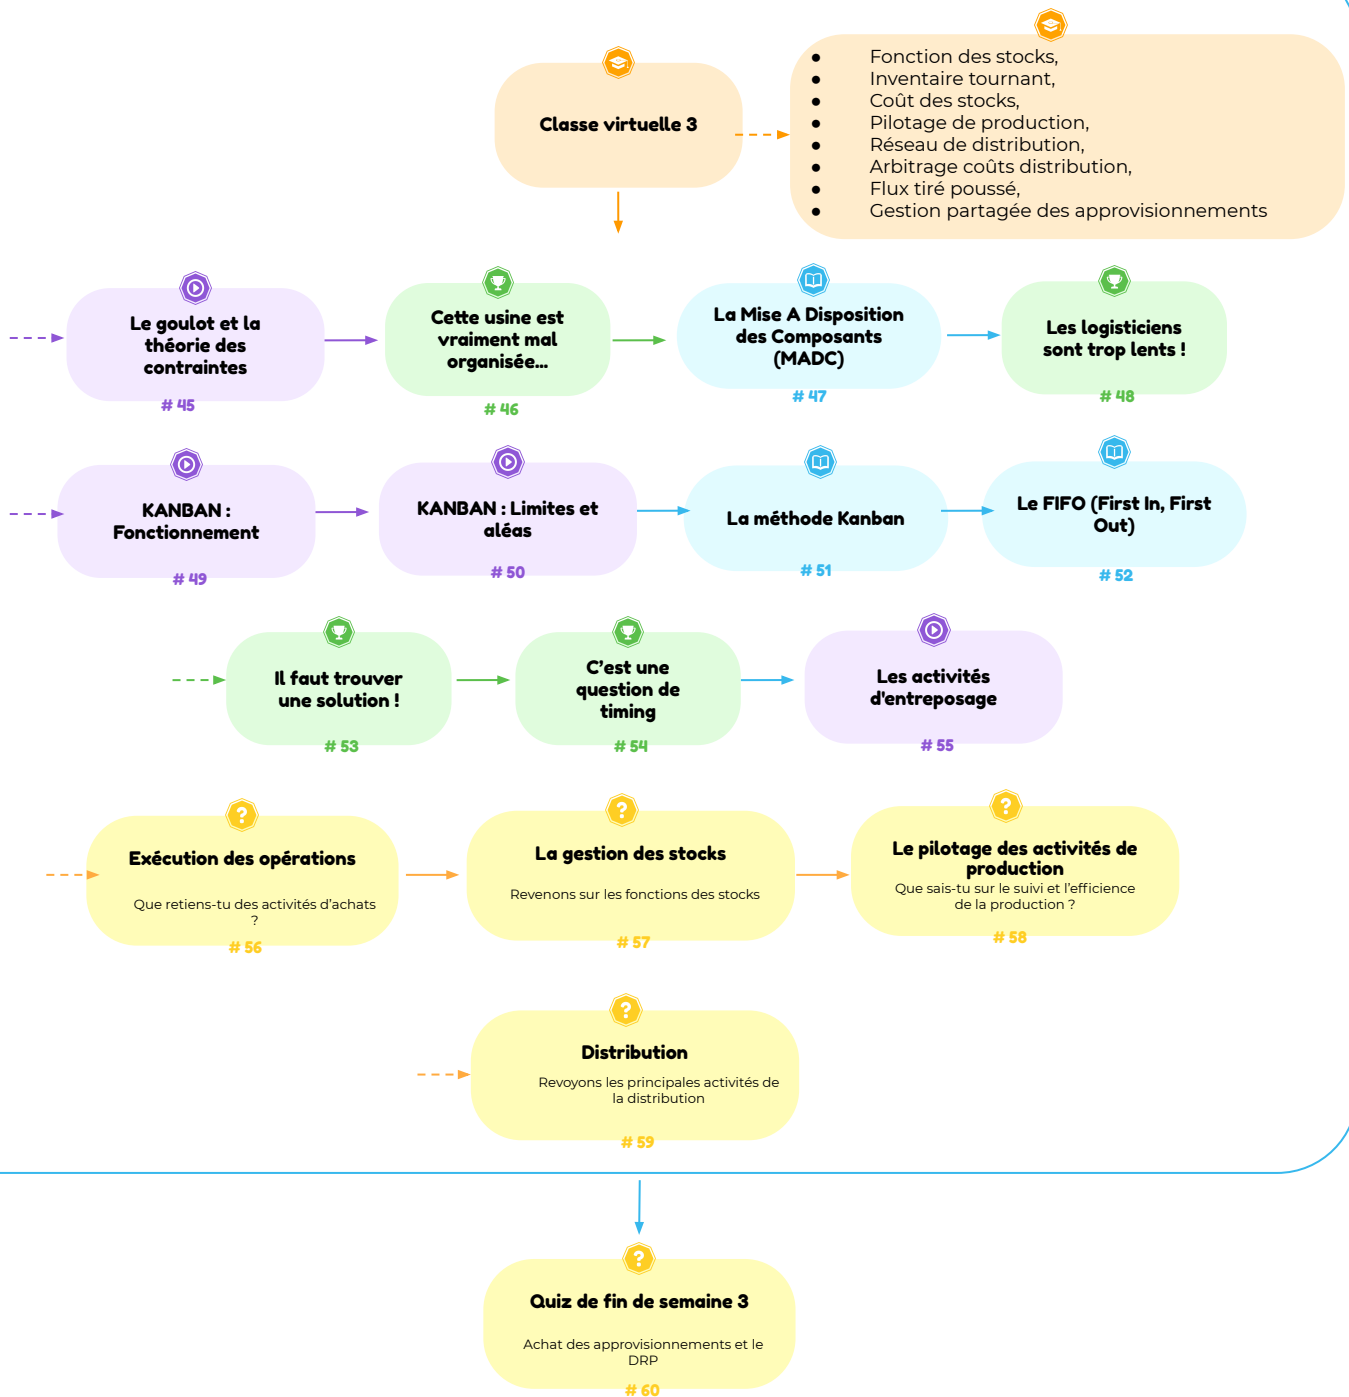 Classe virtuelle 3
● Fonction des stocks,
● Inventaire tournant,
● Coût des stocks,
● Pilotage de production,
● Réseau de distribution,
● Arbitrage coûts distribution,
● Flux tiré poussé,
● Gestion partagée des approvisionnements
Le goulot et la
théorie des
contraintes
# 45
Cette usine est
vraiment mal
organisée...
# 46
La Mise A Disposition
des Composants
(MADC)
# 47
Les logisticiens
sont trop lents !
# 48
KANBAN :
Fonctionnement
# 49
KANBAN : Limites et
aléas
# 50
La méthode Kanban
# 51
Le FIFO (First In, First
Out)
# 52
Il faut trouver
une solution !
# 53
C'est une
question de
timing
# 54
Les activités
d'entreposage
# 55
Exécution des opérations
Que retiens-tu des activités d'achats
?
# 56
La gestion des stocks
Revenons sur les fonctions des stocks
# 57
Le pilotage des activités de
production
Que sais-tu sur le suivi et l'efficience
de la production ?
# 58
Distribution
Revoyons les principales activités de
la distribution
# 59
Quiz de fin de semaine 3
Achat des approvisionnements et le
DRP
# 60